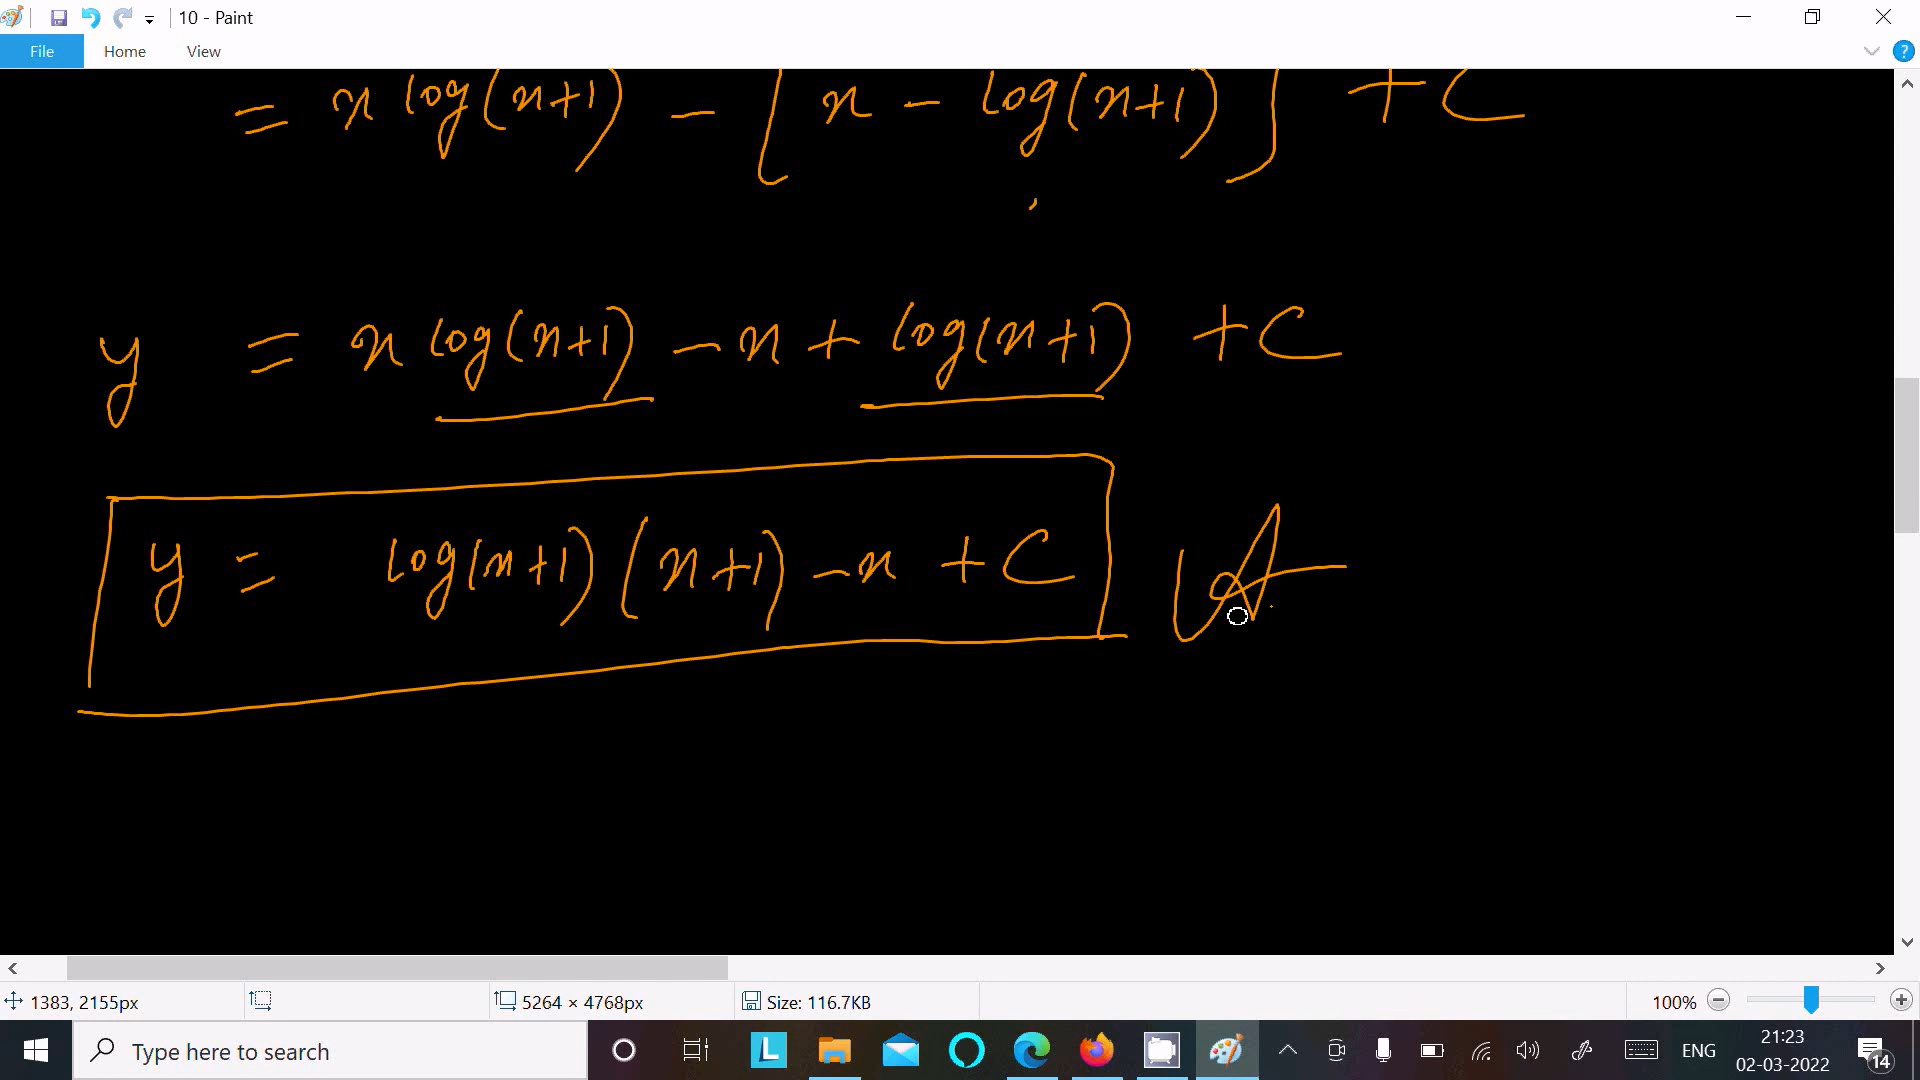 10 - Paint
File Home View
= x log(x+1) - [x - log(x+1)] + C
y = x log(x+1) - x + log(x+1) + C
y = log(x+1) (x+1) - x + C
1383, 2155px 5264 × 4768px Size: 116.7KB 100%
Type here to search L ENG 21:23
02-03-2022 14